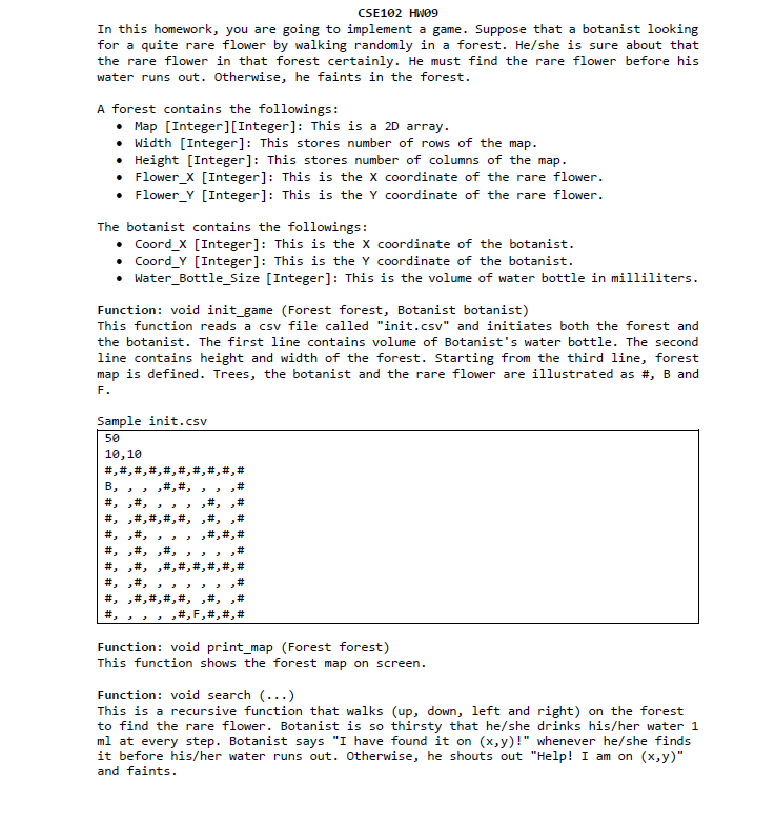 CSE102 HW09
In this homework, you are going to implement a game. Suppose that a botanist looking
for a quite rare flower by walking randomly in a forest. He/she is sure about that
the rare flower in that forest certainly. He must find the rare flower before his
water runs out. Otherwise, he faints in the forest.
A forest contains the followings:
• Map [Integer][Integer]: This is a 2D array.
• Width [Integer]: This stores number of rows of the map.
• Height [Integer]: This stores number of columns of the map.
• Flower_X [Integer]: This is the X coordinate of the rare flower.
• Flower_Y [Integer]: This is the Y coordinate of the rare flower.
The botanist contains the followings:
• Coord_X [Integer]: This is the X coordinate of the botanist.
• Coord_Y [Integer]: This is the Y coordinate of the botanist.
• Water_Bottle_Size [Integer]: This is the volume of water bottle in milliliters.
Function: void init_game (Forest forest, Botanist botanist)
This function reads a csv file called "init.csv" and initiates both the forest and
the botanist. The first line contains volume of Botanist's water bottle. The second
line contains height and width of the forest. Starting from the third line, forest
map is defined. Trees, the botanist and the rare flower are illustrated as #, B and
F.
Sample init.csv
50
10,10
#,#,#,#,#,#,#,#,#,#
B, , , ,#,#, , , ,#
#, ,#, , , , ,#, ,#
#, ,#,#,#,#, ,#, ,#
#, ,#, , , , ,#,#,#
#, ,#, ,#, , , , ,#
#, ,#, ,#,#,#,#,#,#
#, ,#, , , , , , ,#
#, ,#,#,#,#, ,#, ,#
#, , , , ,#,F,#,#,#
Function: void print_map (Forest forest)
This function shows the forest map on screen.
Function: void search (...)
This is a recursive function that walks (up, down, left and right) on the forest
to find the rare flower. Botanist is so thirsty that he/she drinks his/her water 1
ml at every step. Botanist says "I have found it on (x,y)!" whenever he/she finds
it before his/her water runs out. Otherwise, he shouts out "Help! I am on (x,y)"
and faints.